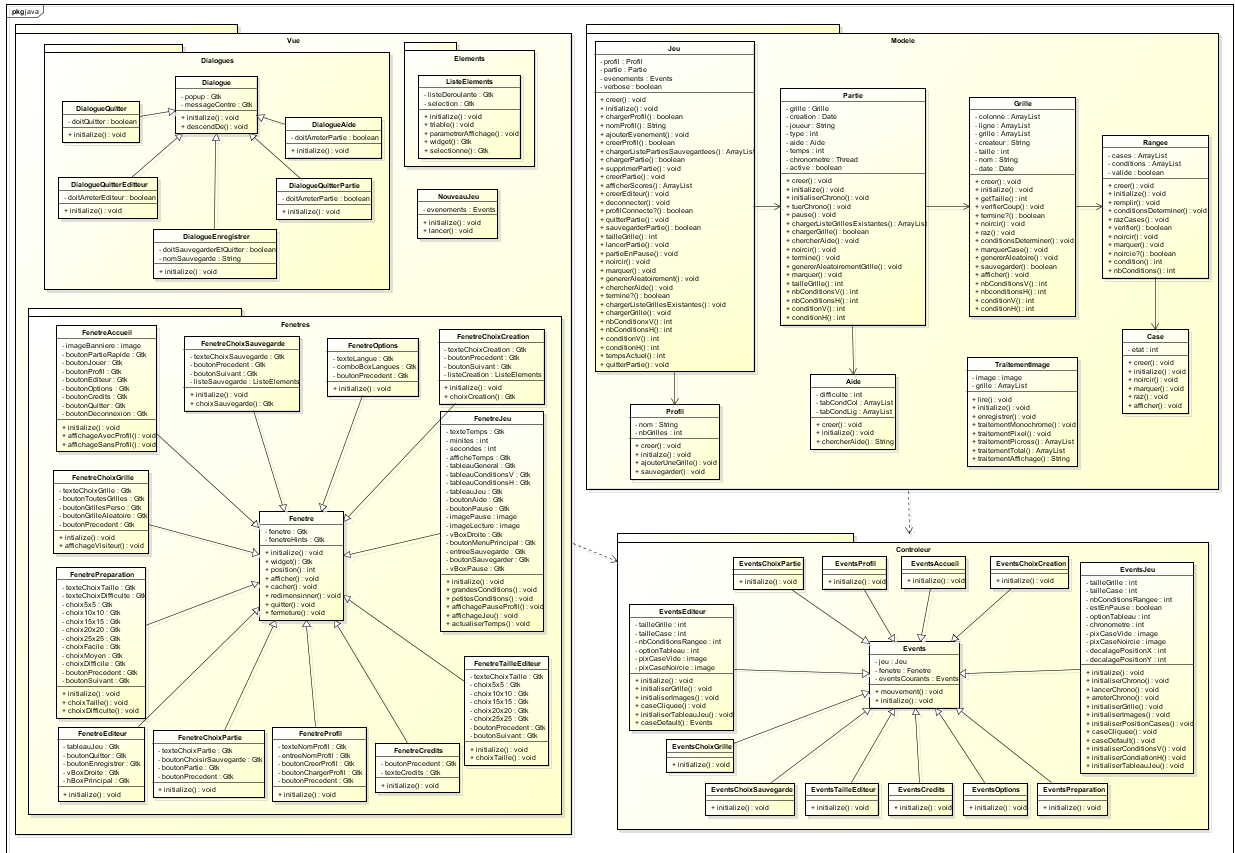 pkg java
Vue
Dialogues
Dialogue
- popup : Gtk
- messageCentre : Gtk
+ initialize() : void
+ descendDe() : void
DialogueQuitter
- doitQuitter : boolean
+ initialize() : void
DialogueAide
- doitArreterPartie : boolean
+ initialize() : void
DialogueQuitterEditteur
- doitArreterEditeur : boolean
+ initialize() : void
DialogueQuitterPartie
- doitArreterPartie : boolean
+ initialize() : void
DialogueEnregistrer
- doitSauvegarderEtQuitter : boolean
- nomSauvegarde : String
+ initialize() : void
Elements
ListeElements
- listeDeroulante : Gtk
- selection : Gtk
+ initialize() : void
+ triable() : void
+ parametrerAffichage() : void
+ widget() : Gtk
+ selectionne() : Gtk
NouveauJeu
- evenements : Events
+ initialize() : void
+ lancer() : void
Fenetres
FenetreAccueil
- imageBanniere : image
- boutonPartieRapide : Gtk
- boutonJouer : Gtk
- boutonProfil : Gtk
- boutonEditeur : Gtk
- boutonOptions : Gtk
- boutonCredits : Gtk
- boutonQuitter : Gtk
- boutonDeconnexion : Gtk
+ initialize() : void
+ affichageAvecProfil() : void
+ affichageSansProfil() : void
FenetreChoixSauvegarde
- texteChoixSauvegarde : Gtk
- boutonPrecedent : Gtk
- boutonSuivant : Gtk
- listeSauvegarde : ListeElements
+ initialize() : void
+ choixSauvegarde() : Gtk
FenetreOptions
- texteLangue : Gtk
- comboBoxLangues : Gtk
- boutonPrecedent : Gtk
+ initialize() : void
FenetreChoixCreation
- texteChoixCreation : Gtk
- boutonPrecedent : Gtk
- boutonSuivant : Gtk
- listeCreation : ListElements
+ initialize() : void
+ choixCreation() : Gtk
FenetreJeu
- texteTemps : Gtk
- minites : int
- secondes : int
- afficheTemps : Gtk
- tableauGeneral : Gtk
- tableauConditionsV : Gtk
- tableauConditionsH : Gtk
- tableauJeu : Gtk
- boutonAide : Gtk
- boutonPause : Gtk
- imagePause : image
- imageLecture : image
- vBoxDroite : Gtk
- boutonMenuPrincipal : Gtk
- entreeSauvegarde : Gtk
- boutonSauvegarder : Gtk
- vBoxPause : Gtk
+ initialize() : void
+ grandesConditions() : void
+ petitesConditions() : void
+ affichagePauseProfil() : void
+ affichageJeu() : void
+ actualiserTemps() : void
FenetreChoixGrille
- texteChoixGrille : Gtk
- boutonToutesGrilles : Gtk
- boutonGrillesPerso : Gtk
- boutonGrilleAleatoire : Gtk
- boutonPrecedent : Gtk
+ intialize() : void
+ affichageVisiteur() : void
Fenetre
- fenetre : Gtk
- fenetreHints : Gtk
+ initialize() : void
+ widget() : Gtk
+ position() : int
+ afficher() : void
+ cacher() : void
+ redimensinner() : void
+ quitter() : void
+ fermeture() : void
FenetrePreparation
- texteChoixTaille : Gtk
- texteChoixDifficulte : Gtk
- choix5x5 : Gtk
- choix10x10 : Gtk
- choix15x15 : Gtk
- choix20x20 : Gtk
- choix25x25 : Gtk
- choixFacile : Gtk
- choixMoyen : Gtk
- choixDifficile : Gtk
- boutonPrecedent : Gtk
- boutonSuivant : Gtk
+ initialize() : void
+ choixTaille() : void
+ choixDifficulte() : void
FenetreTailleEditeur
- texteChoixTaille : Gtk
- choix5x5 : Gtk
- choix10x10 : Gtk
- choix15x15 : Gtk
- choix20x20 : Gtk
- choix25x25 : Gtk
- boutonPrecedent : Gtk
- boutonSuivant : Gtk
+ initialize() : void
+ choixTaille() : void
FenetreEditeur
- tableauJeu : Gtk
- boutonQuitter : Gtk
- boutonEnregistrer : Gtk
- vBoxDroite : Gtk
- hBoxPrincipal : Gtk
+ initialize() : void
FenetreChoixPartie
- texteChoixPartie : Gtk
- boutonChoisirSauvegarde : Gtk
- boutonPartie : Gtk
- boutonPrecedent : Gtk
+ initialize() : void
FenetreProfil
- texteNomProfil : Gtk
- entreeNomProfil : Gtk
- boutonCreerProfil : Gtk
- boutonChargerProfil : Gtk
- boutonPrecedent : Gtk
+ initialize() : void
FenetreCredits
- boutonPrecedent : Gtk
- texteCredits : Gtk
+ initialize() : void
Modele
Jeu
- profil : Profil
- partie : Partie
- evenements : Events
- verbose : boolean
+ creer() : void
+ initialize() : void
+ chargerProfil() : boolean
+ nomProfil() : String
+ ajouterEvenement() : void
+ creerProfil() : boolean
+ chargerListePartiesSauvegardees() : ArrayList
+ chargerPartie() : boolean
+ supprimerPartie() : void
+ creerPartie() : void
+ afficherScores() : ArrayList
+ creerEditeur() : void
+ deconnecter() : void
+ profilConnecte?() : boolean
+ quitterPartie() : void
+ sauvegarderPartie() : boolean
+ tailleGrille() : int
+ lancerPartie() : void
+ partieEnPause() : void
+ noircir() : void
+ marquer() : void
+ genererAleatoirement() : void
+ chercherAide() : void
+ termine?() : boolean
+ chargerListeGrillesExistantes() : void
+ chargerGrille() : void
+ nbConditionxV() : int
+ nbConditionsH() : int
+ conditionV() : int
+ conditionH() : int
+ tempsActuel() : int
+ quitterPartie() : void
Partie
- grille : Grille
- creation : Date
- joueur : String
- type : int
- aide : Aide
- temps : int
- chronometre : Thread
- active : boolean
+ creer() : void
+ initialize() : void
+ initialiserChrono() : void
+ tuerChrono() : void
+ pause() : void
+ chargerListeGrillesExistantes() : ArrayList
+ chargerGrille() : boolean
+ chercherAide() : void
+ noircir() : void
+ termine() : void
+ genererAleatoirementGrille() : void
+ marquer() : void
+ tailleGrille() : int
+ nbConditionsV() : int
+ nbConditionsH() : int
+ conditionV() : int
+ conditionH() : int
Grille
- colonne : ArrayList
- ligne : ArrayList
- grille : ArrayList
- createur : String
- taille : int
- nom : String
- date : Date
+ creer() : void
+ initialize() : void
+ getTaille() : int
+ verifierCoup() : void
+ termine?() : boolean
+ noircir() : void
+ raz() : void
+ conditionsDeterminer() : void
+ marquerCase() : void
+ genererAleatoire() : void
+ sauvegarder() : boolean
+ afficher() : void
+ nbConditionsV() : int
+ nbconditionsH() : int
+ conditionV() : int
+ conditionH() : int
Rangee
- cases : ArrayList
- conditions : ArrayList
- valide : boolean
+ creer() : void
+ initialize() : void
+ remplir() : void
+ conditionsDeterminer() : void
+ razCases() : void
+ verifier() : boolean
+ noircir() : void
+ marquer() : void
+ noircie?() : boolean
+ condition() : int
+ nbConditions() : int
Case
- etat : int
+ creer() : void
+ initialize() : void
+ noircir() : void
+ marquer() : void
+ raz() : void
+ afficher() : void
Profil
- nom : String
- nbGrilles : int
+ creer() : void
+ initialze() : void
+ ajouterUneGrille() : void
+ sauvegarder() : void
Aide
- difficulte : int
- tabCondCol : ArrayList
- tabCondLig : ArrayList
+ creer() : void
+ initialize() : void
+ chercherAide() : String
TraitementImage
- image : image
- grille : ArrayList
+ lire() : void
+ initialize() : void
+ enregistrer() : void
+ traitementMonochrome() : void
+ traitementPixel() : void
+ traitementPicross() : ArrayList
+ traitementTotal() : ArrayList
+ traitementAffichage() : String
Controleur
EventsChoixPartie
+ initialize() : void
EventsProfil
+ initialize() : void
EventsAccueil
+ initialize() : void
EventsChoixCreation
+ initialize() : void
EventsJeu
- tailleGrille : int
- tailleCase : int
- nbConditionsRangee : int
- estEnPause : boolean
- optionTableau : int
- chronometre : int
- pixCaseVide : image
- pixCaseNoircie : image
- decalagePositionX : int
- decalagePositionY : int
+ initialize() : void
+ initialiserChrono() : void
+ lancerChrono() : void
+ arreterChrono() : void
+ initialiserGrille() : void
+ initialiserImages() : void
+ initialiserPositionCases() : void
+ caseCliquee() : void
+ caseDefault() : void
+ initialiserConditionsV() : void
+ initialiserCondiationH() : void
+ initialiserTableauJeu() : void
EventsEditeur
- tailleGrille : int
- tailleCase : int
- nbConditionsRangee : int
- optionTableau : int
- pixCaseVide : image
- pixCaseNoircie : image
+ initialize() : void
+ initialiserGrille() : void
+ initialiserImages() : void
+ caseCliquee() : void
+ initialiserTableauJeu() : void
+ caseDefault() : Events
Events
- jeu : Jeu
- fenetre : Fenetre
- eventsCourants : Events
+ mouvement() : void
+ initialize() : void
EventsChoixGrille
+ initialize() : void
EventsChoixSauvegarde
+ initialize() : void
EventsTailleEditeur
+ initialize() : void
EventsCredits
+ initialize() : void
EventsOptions
+ initialize() : void
EventsPreparation
+ initialize() : void